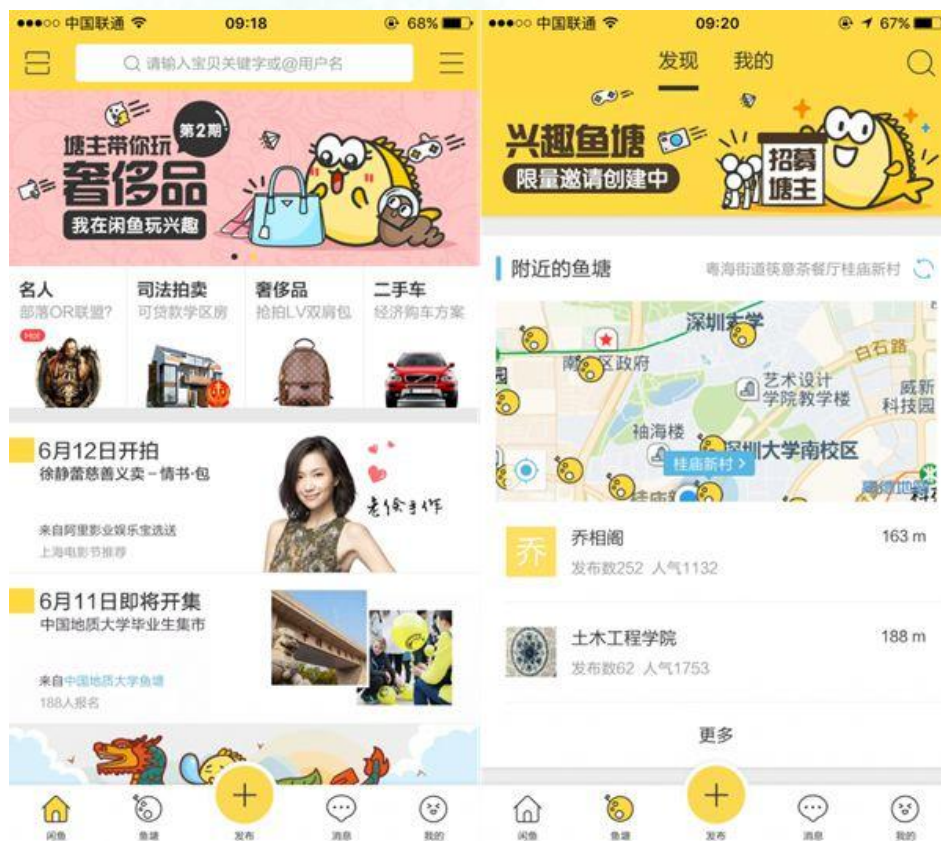 中国联通
09:18
68%
请输入宝贝关键字或@用户名
塘主带你玩
第2期
奢侈品
我在闲鱼玩兴趣
名人
部落OR联盟?
Hot
司法拍卖
可贷款学区房
奢侈品
抢拍LV双肩包
二手车
经济购车方案
6月12日开拍
徐静蕾慈善义卖－情书·包
来自阿里影业娱乐宝选送
上海电影节推荐
老徐手作
6月11日即将开集
中国地质大学毕业生集市
来自中国地质大学鱼塘
188人报名
闲鱼
鱼塘
发布
消息
我的
中国联通
09:20
67%
发现
我的
兴趣鱼塘
限量邀请创建中
招募
塘主
附近的鱼塘
粤海街道筷意茶餐厅桂庙新村
深圳大学
南
区政府
白石路
艺术设计
学院教学楼
威新
科技园
园
袖海楼
深圳大学南校区
桂庙新村 >
高德地图
乔
乔相阁
163 m
发布数252 人气1132
土木工程学院
188 m
发布数62 人气1753
更多
闲鱼
鱼塘
发布
消息
我的